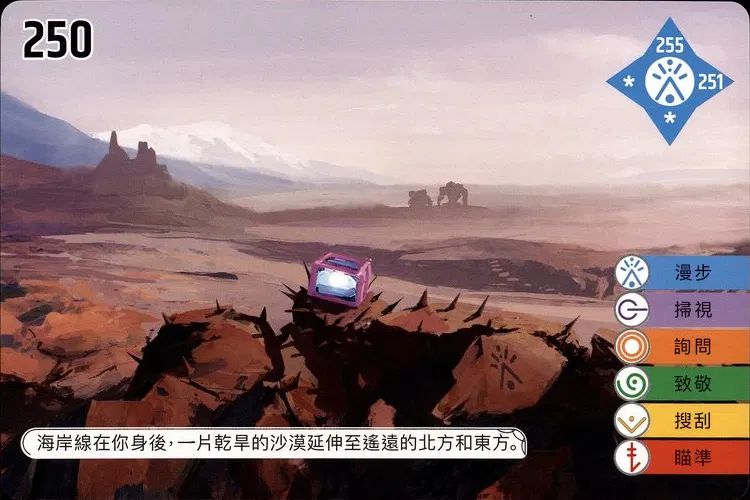 250
255
* 251
*
漫步
掃視
詢問
致敬
搜刮
瞄準
海岸線在你身後,一片乾旱的沙漠延伸至遙遠的北方和東方。